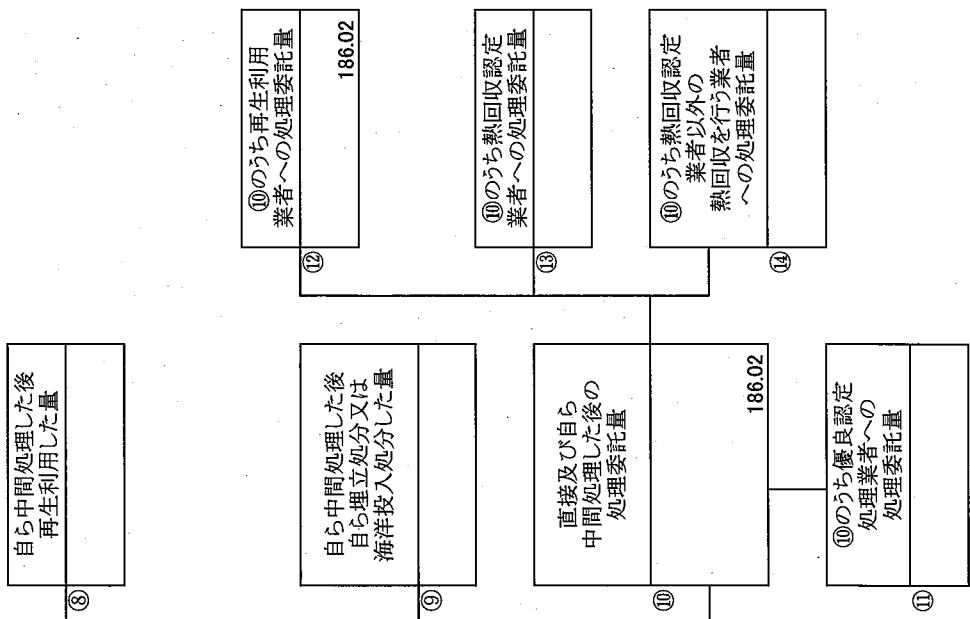 ⑧
自ら中間処理した後
再生利用した量
⑨
自ら中間処理した後
自ら埋立処分又は
海洋投入処分した量
⑩
直接及び自ら
中間処理した後の
処理委託量
186.02
⑪
⑩のうち優良認定
処理業者への
処理委託量
⑫
⑩のうち再生利用
業者への処理委託量
186.02
⑬
⑩のうち熱回収認定
業者への処理委託量
⑭
⑩のうち熱回収認定
業者以外の
熱回収を行う業者
への処理委託量